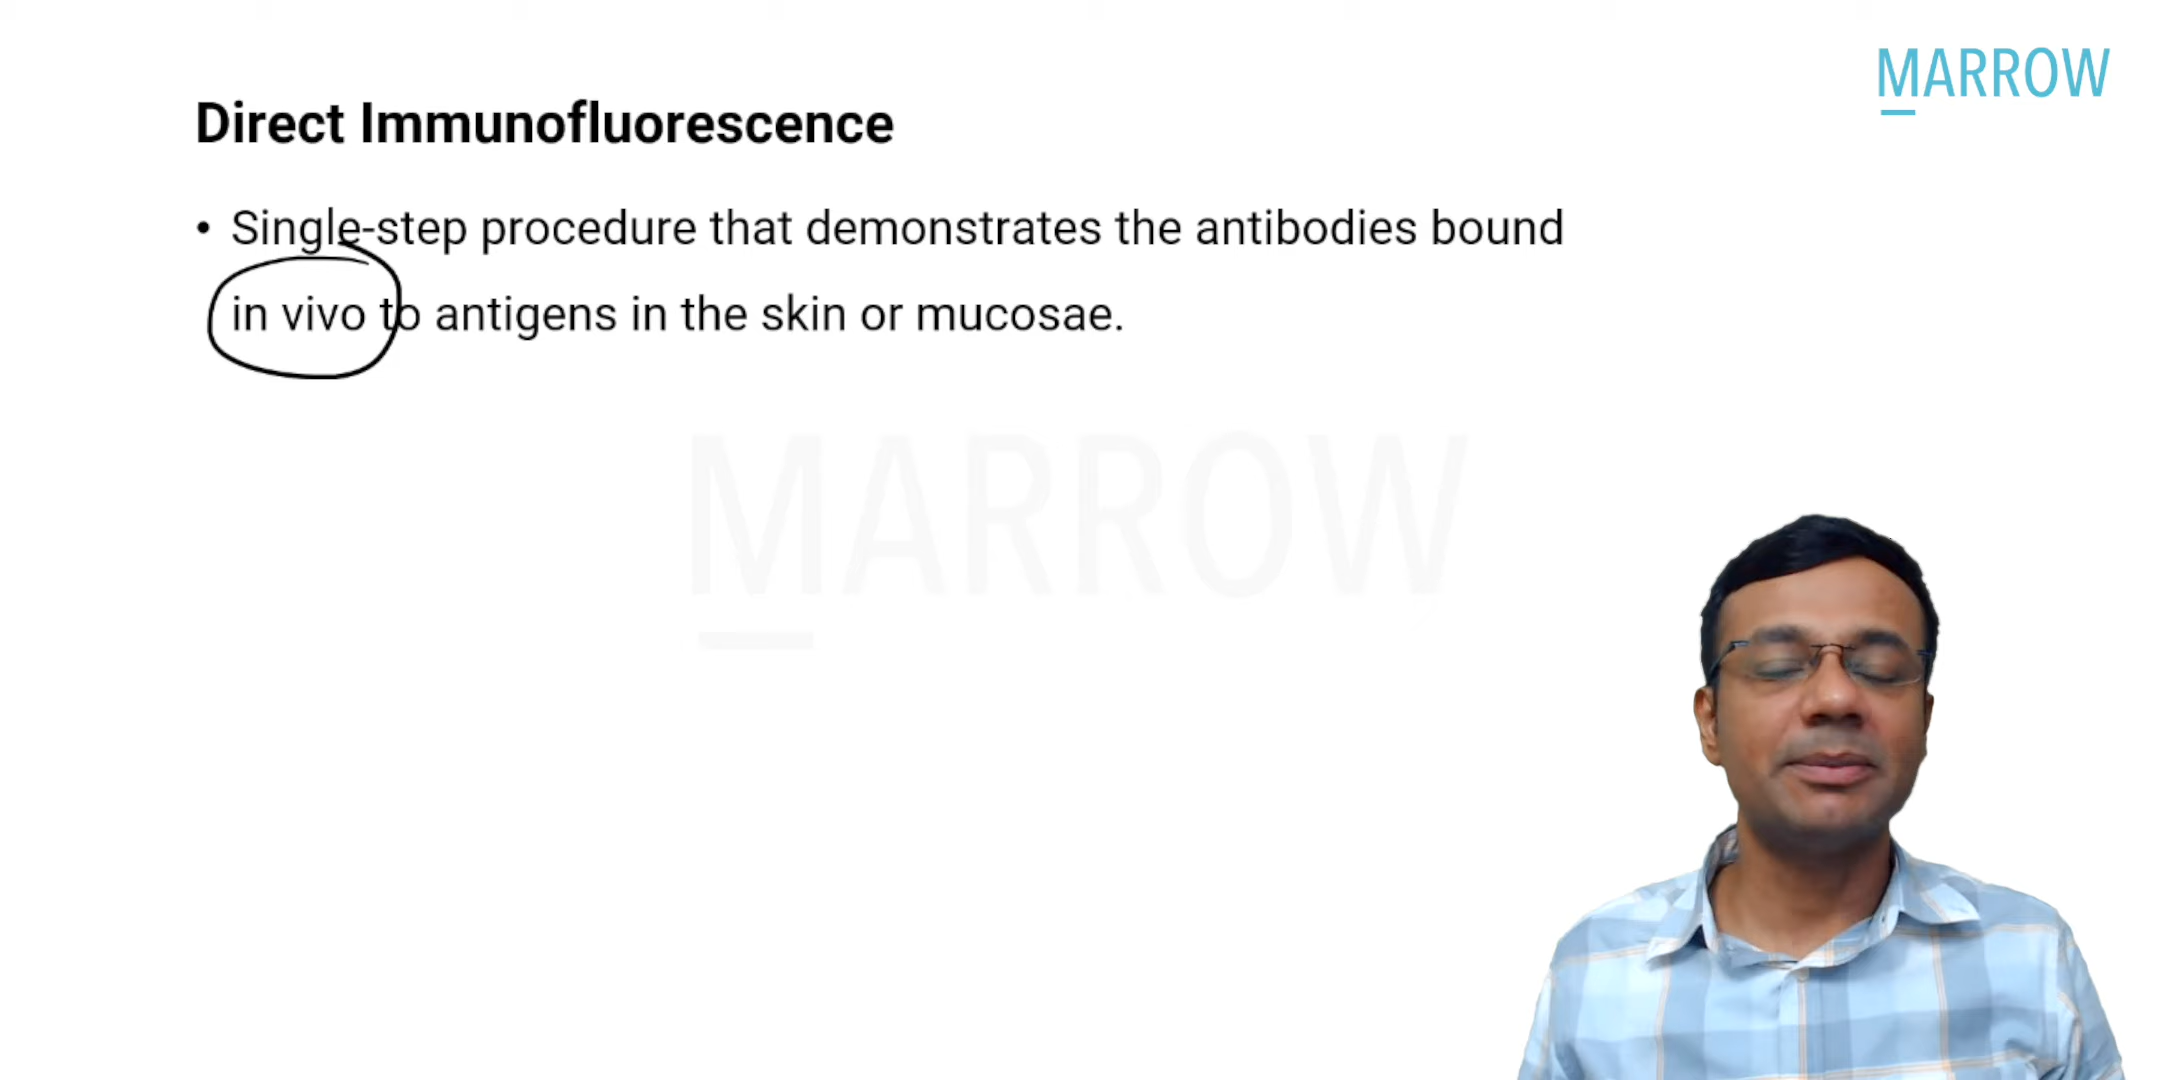 MARROW
Direct Immunofluorescence
• Single-step procedure that demonstrates the antibodies bound
in vivo to antigens in the skin or mucosae.
MARROW